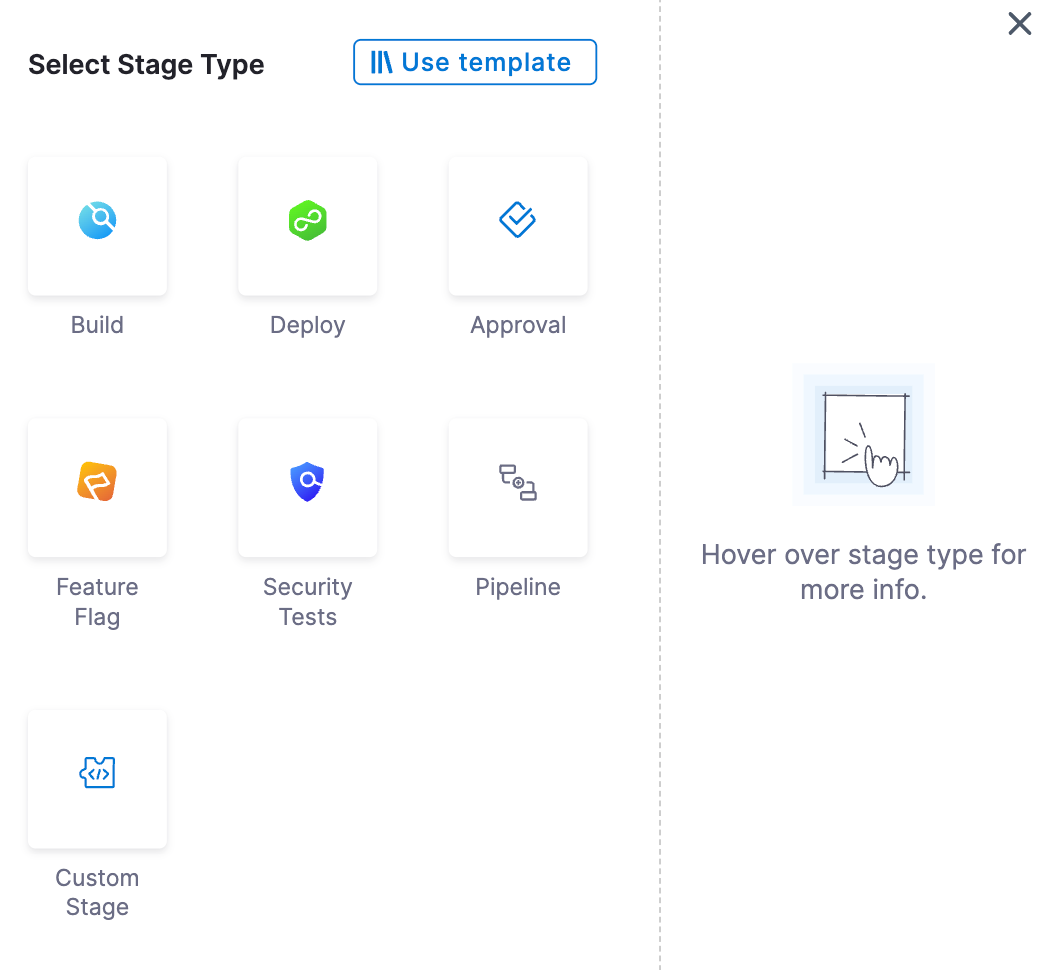 Select Stage Type
Use template
Build
Deploy
Approval
Feature
Flag
Security
Tests
Pipeline
Custom
Stage
Hover over stage type for
more info.